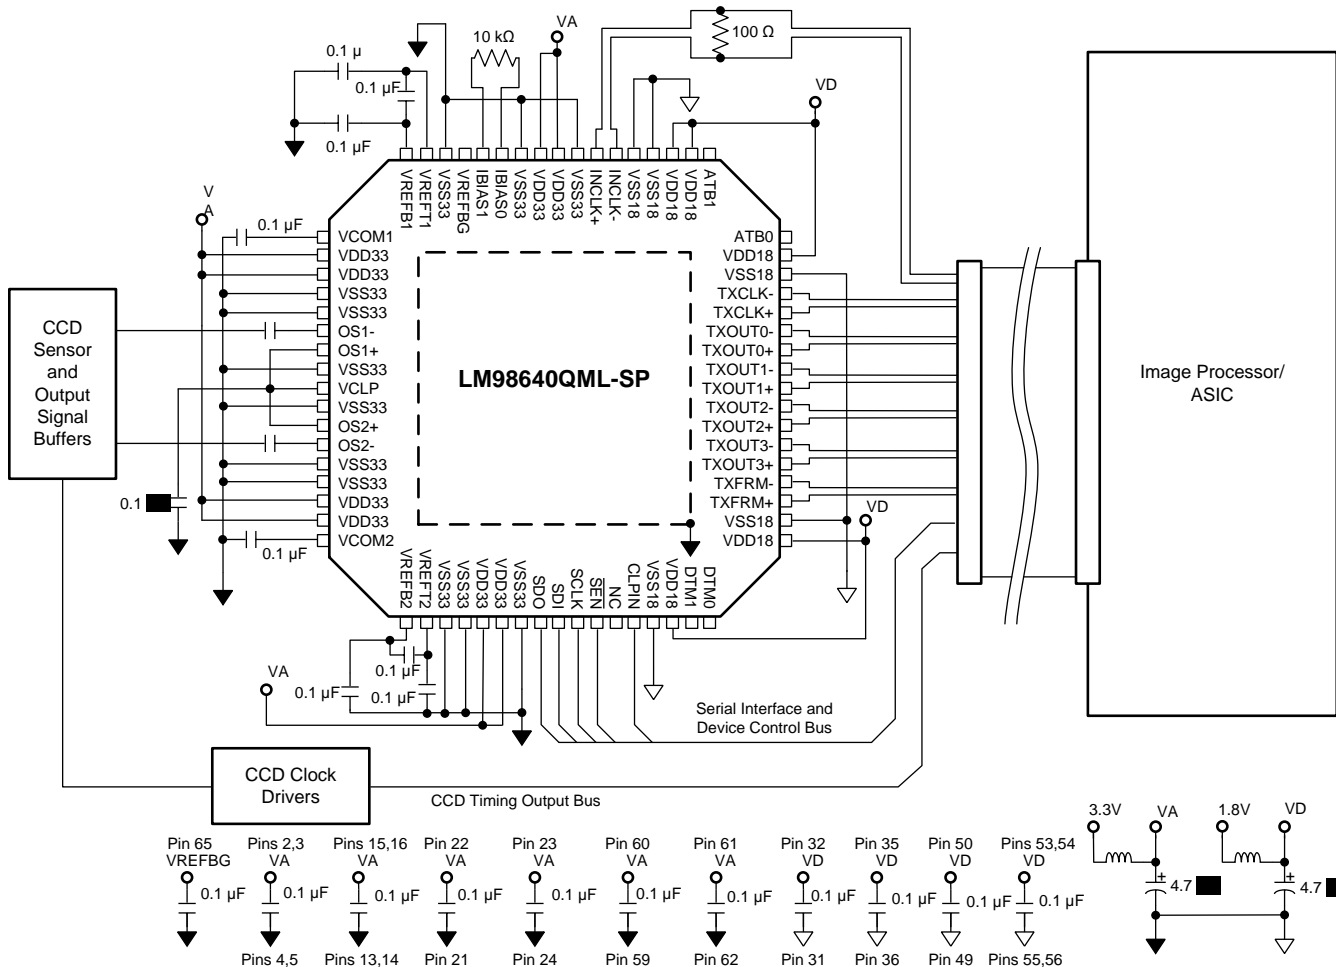 10 kΩ
VA
100 Ω
0.1 µ
0.1 µF
0.1 µF
VD
VREFB1
VREFT1
VSS33
VREFBG
IBIAS1
IBIAS0
VSS33
VDD33
VDD33
VSS33
INCLK+
INCLK-
VSS18
VSS18
VDD18
VDD18
ATB1
V
A
0.1 µF
VCOM1
VDD33
VDD33
VSS33
VSS33
OS1-
OS1+
VSS33
VCLP
VSS33
OS2+
OS2-
VSS33
VSS33
VDD33
VDD33
VCOM2
0.1
0.1 µF
CCD
Sensor
and
Output
Signal
Buffers
LM98640QML-SP
ATB0
VDD18
VSS18
TXCLK-
TXCLK+
TXOUT0-
TXOUT0+
TXOUT1-
TXOUT1+
TXOUT2-
TXOUT2+
TXOUT3-
TXOUT3+
TXFRM-
TXFRM+
VSS18
VDD18
VD
Image Processor/
ASIC
VREFB2
VREFT2
VSS33
VSS33
VDD33
VDD33
VSS33
SDO
SDI
SCLK
SEN
NC
CLPIN
VSS18
VDD18
DTM1
DTM0
0.1 µF
VA
0.1 µF
0.1 µF
Serial Interface and
Device Control Bus
CCD Clock
Drivers
CCD Timing Output Bus
3.3V
VA
1.8V
VD
4.7
4.7
Pin 65
VREFBG
0.1 µF
Pins 2,3
VA
0.1 µF
Pins 4,5
Pins 15,16
VA
0.1 µF
Pins 13,14
Pin 22
VA
0.1 µF
Pin 21
Pin 23
VA
0.1 µF
Pin 24
Pin 60
VA
0.1 µF
Pin 59
Pin 61
VA
0.1 µF
Pin 62
Pin 32
VD
0.1 µF
Pin 31
Pin 35
VD
0.1 µF
Pin 36
Pin 50
VD
0.1 µF
Pin 49
Pins 53,54
VD
0.1 µF
Pins 55,56